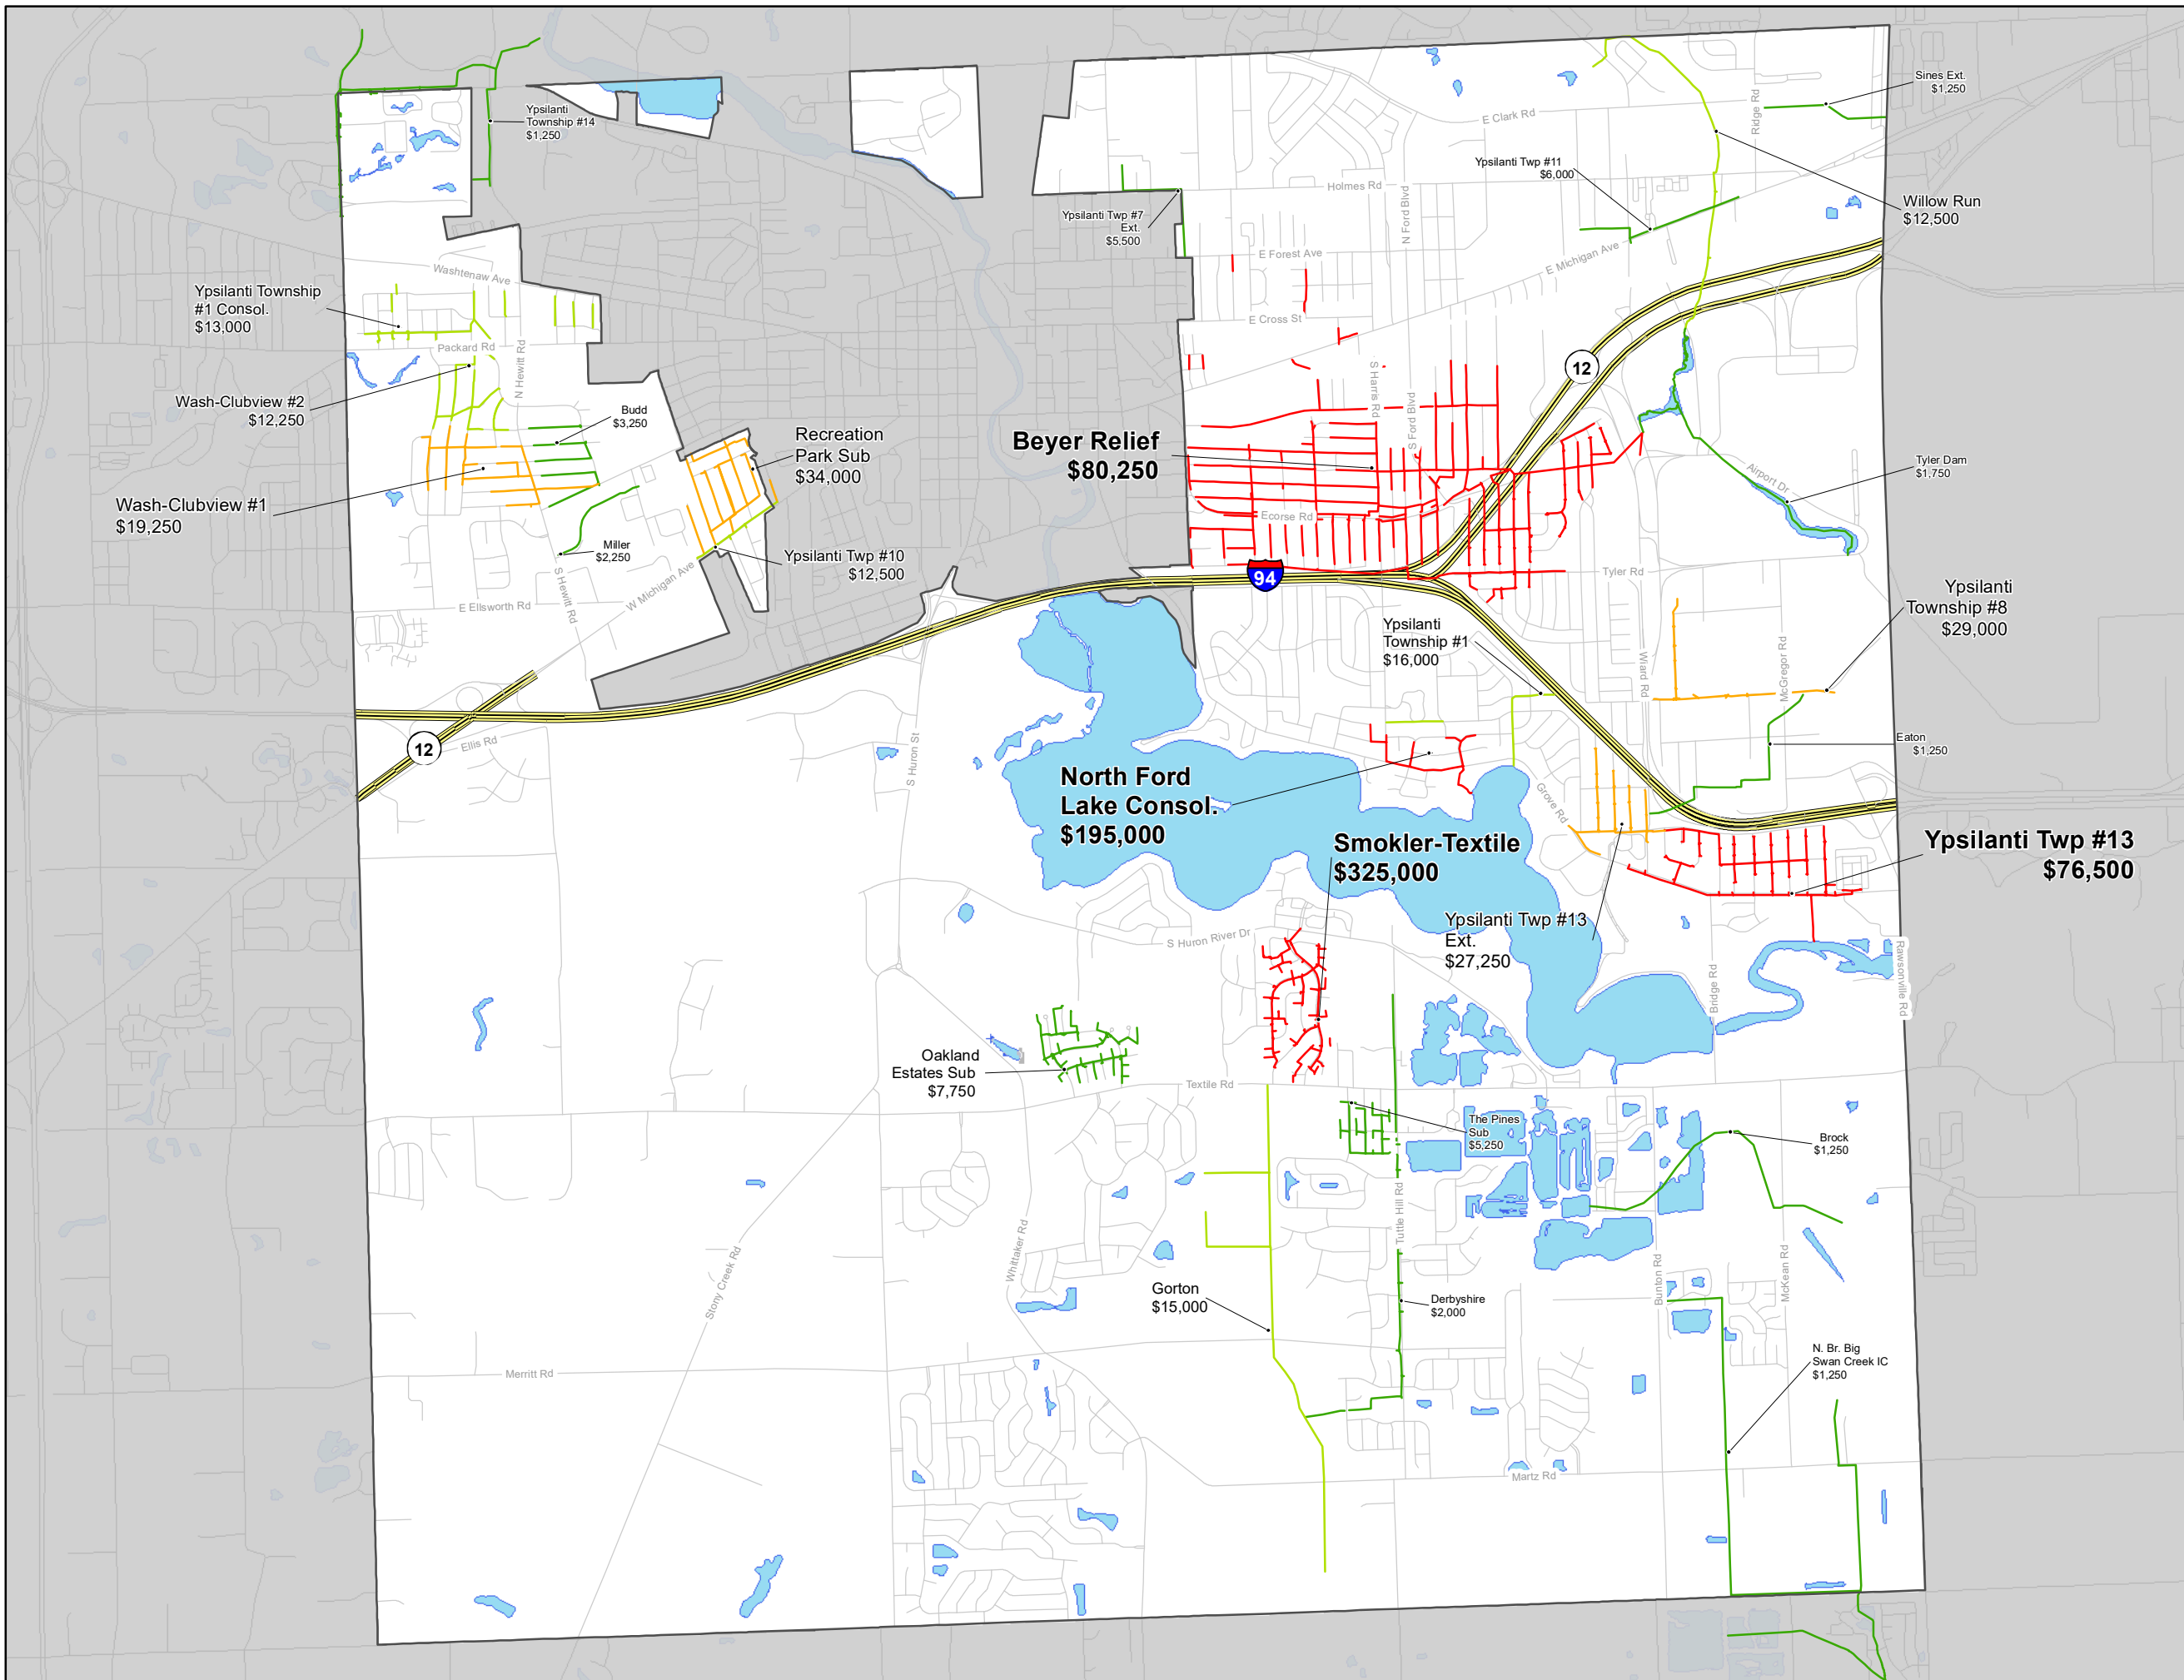 Sines Ext.
$1,250
Ypsilanti
Township #14
$1,250
E Clark Rd
Ridge Rd
Ypsilanti Twp #11
$6,000
Holmes Rd
N Ford Blvd
Willow Run
$12,500
Ypsilanti Twp #7
Ext.
$5,500
E Forest Ave
E Michigan Ave
Washtenaw Ave
Ypsilanti Township
#1 Consol.
$13,000
E Cross St
Packard Rd
N Hewitt Rd
12
S Harris Rd
S Ford Blvd
Wash-Clubview #2
$12,250
Budd
$3,250
Recreation
Park Sub
$34,000
Beyer Relief
$80,250
Tyler Dam
$1,750
Airport Dr
Wash-Clubview #1
$19,250
Ecorse Rd
Miller
$2,250
Ypsilanti Twp #10
$12,500
W Michigan Ave
S Hewitt Rd
E Ellsworth Rd
94
Tyler Rd
Ypsilanti
Township #8
$29,000
Ypsilanti
Township #1
$16,000
Wiard Rd
McGregor Rd
12
Ellis Rd
S Huron St
Eaton
$1,250
North Ford
Lake Consol.
$195,000
Grove Rd
Smokler-Textile
$325,000
Ypsilanti Twp #13
$76,500
Ypsilanti Twp #13
Ext.
$27,250
S Huron River Dr
Bridge Rd
Rawsonville Rd
Oakland
Estates Sub
$7,750
Textile Rd
The Pines
Sub
$5,250
Brock
$1,250
Tuttle Hill Rd
Whittaker Rd
Stony Creek Rd
Bunton Rd
McKean Rd
Gorton
$15,000
Derbyshire
$2,000
N. Br. Big
Swan Creek IC
$1,250
Merritt Rd
Martz Rd